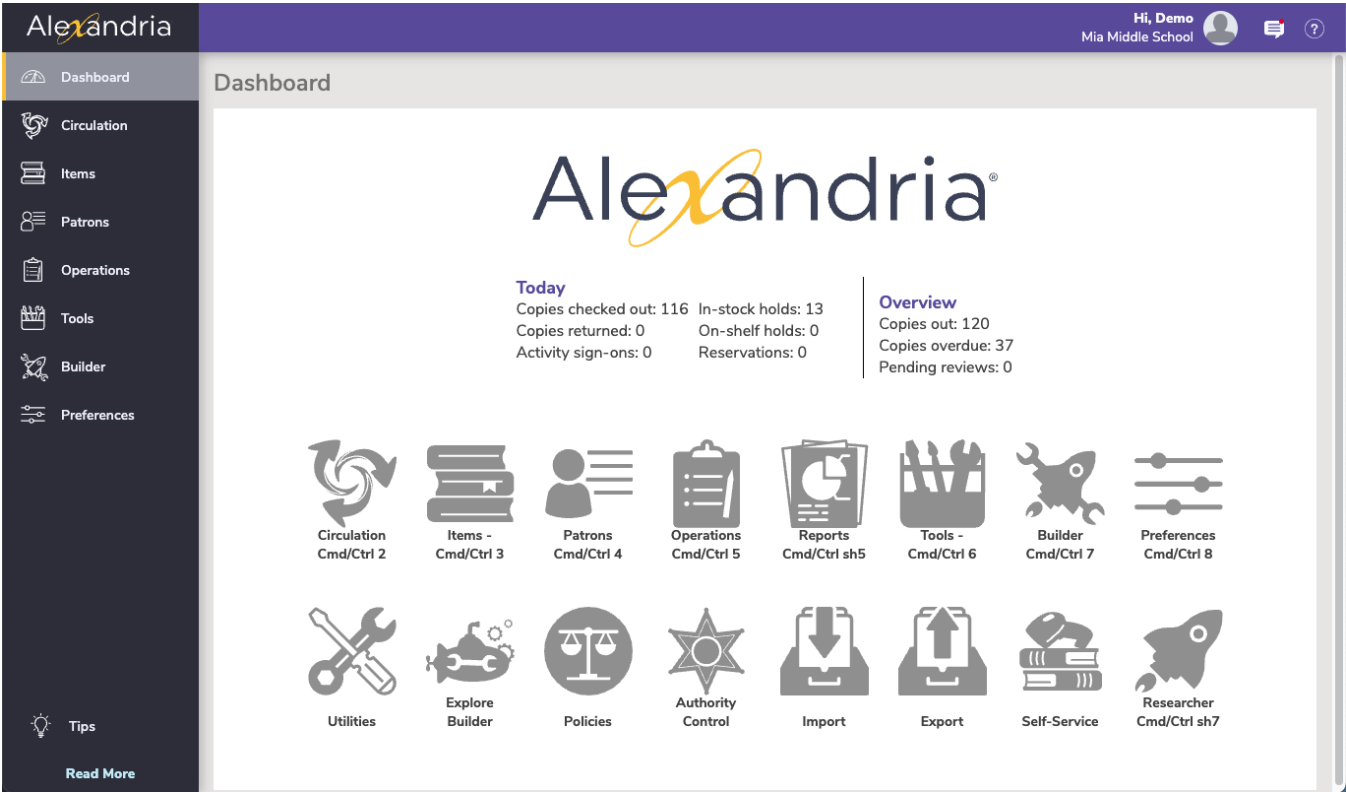 Alexandria
Hi, Demo
Mia Middle School
?
Dashboard
Circulation
Items
Patrons
Operations
Tools
Builder
Preferences
Tips
Read More
Dashboard
Alexandria®
Today
Copies checked out: 116 In-stock holds: 13
Copies returned: 0 On-shelf holds: 0
Activity sign-ons: 0 Reservations: 0
Overview
Copies out: 120
Copies overdue: 37
Pending reviews: 0
Circulation
Cmd/Ctrl 2
Items -
Cmd/Ctrl 3
Patrons
Cmd/Ctrl 4
Operations
Cmd/Ctrl 5
Reports
Cmd/Ctrl sh5
Tools -
Cmd/Ctrl 6
Builder
Cmd/Ctrl 7
Preferences
Cmd/Ctrl 8
Utilities
Explore
Builder
Policies
Authority
Control
Import
Export
Self-Service
Researcher
Cmd/Ctrl sh7